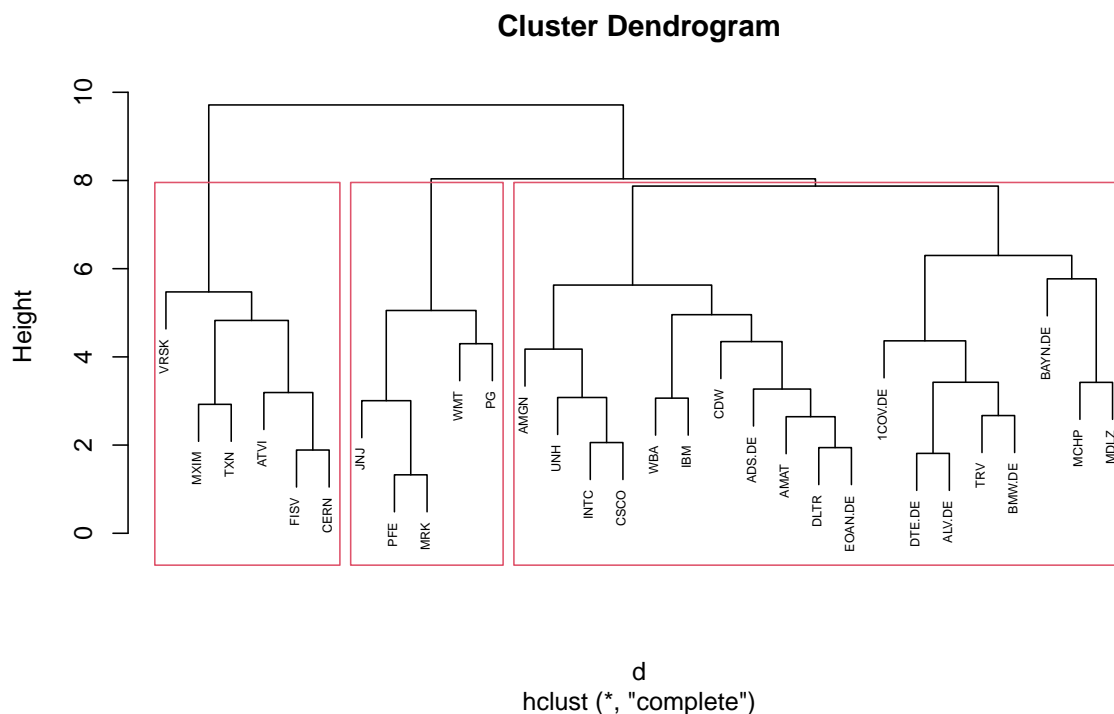 Cluster Dendrogram
Height
10
8
6
4
2
0
VRSK
MXIM
TXN
ATVI
FISV
CERN
JNJ
PFE
MRK
WMT
PG
AMGN
UNH
INTC
CSCO
WBA
IBM
CDW
ADS.DE
AMAT
DLTR
EOAN.DE
1COV.DE
DTE.DE
ALV.DE
TRV
BMW.DE
BAYN.DE
MCHP
MDLZ
d
hclust (*, "complete")